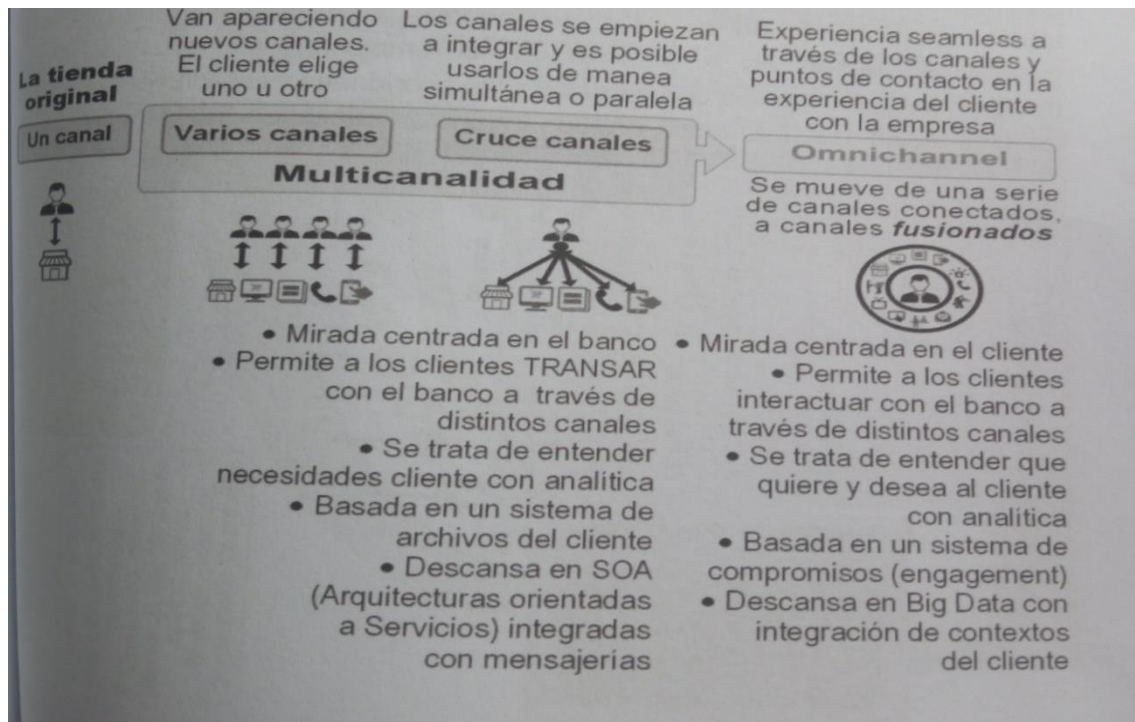 La tienda
original
Un canal
Van apareciendo
nuevos canales.
El cliente elige
uno u otro
Los canales se empiezan
a integrar y es posible
usarlos de manea
simultánea o paralela
Varios canales
Cruce canales
Multicanalidad
Experiencia seamless a
través de los canales y
puntos de contacto en la
experiencia del cliente
con la empresa
Omnichannel
Se mueve de una serie
de canales conectados,
a canales fusionados
• Mirada centrada en el banco
• Permite a los clientes TRANSAR
con el banco a través de
distintos canales
• Se trata de entender
necesidades cliente con analítica
• Basada en un sistema de
archivos del cliente
• Descansa en SOA
(Arquitecturas orientadas
a Servicios) integradas
con mensajerías
• Mirada centrada en el cliente
• Permite a los clientes
interactuar con el banco a
través de distintos canales
• Se trata de entender que
quiere y desea al cliente
con analítica
• Basada en un sistema de
compromisos (engagement)
• Descansa en Big Data con
integración de contextos
del cliente